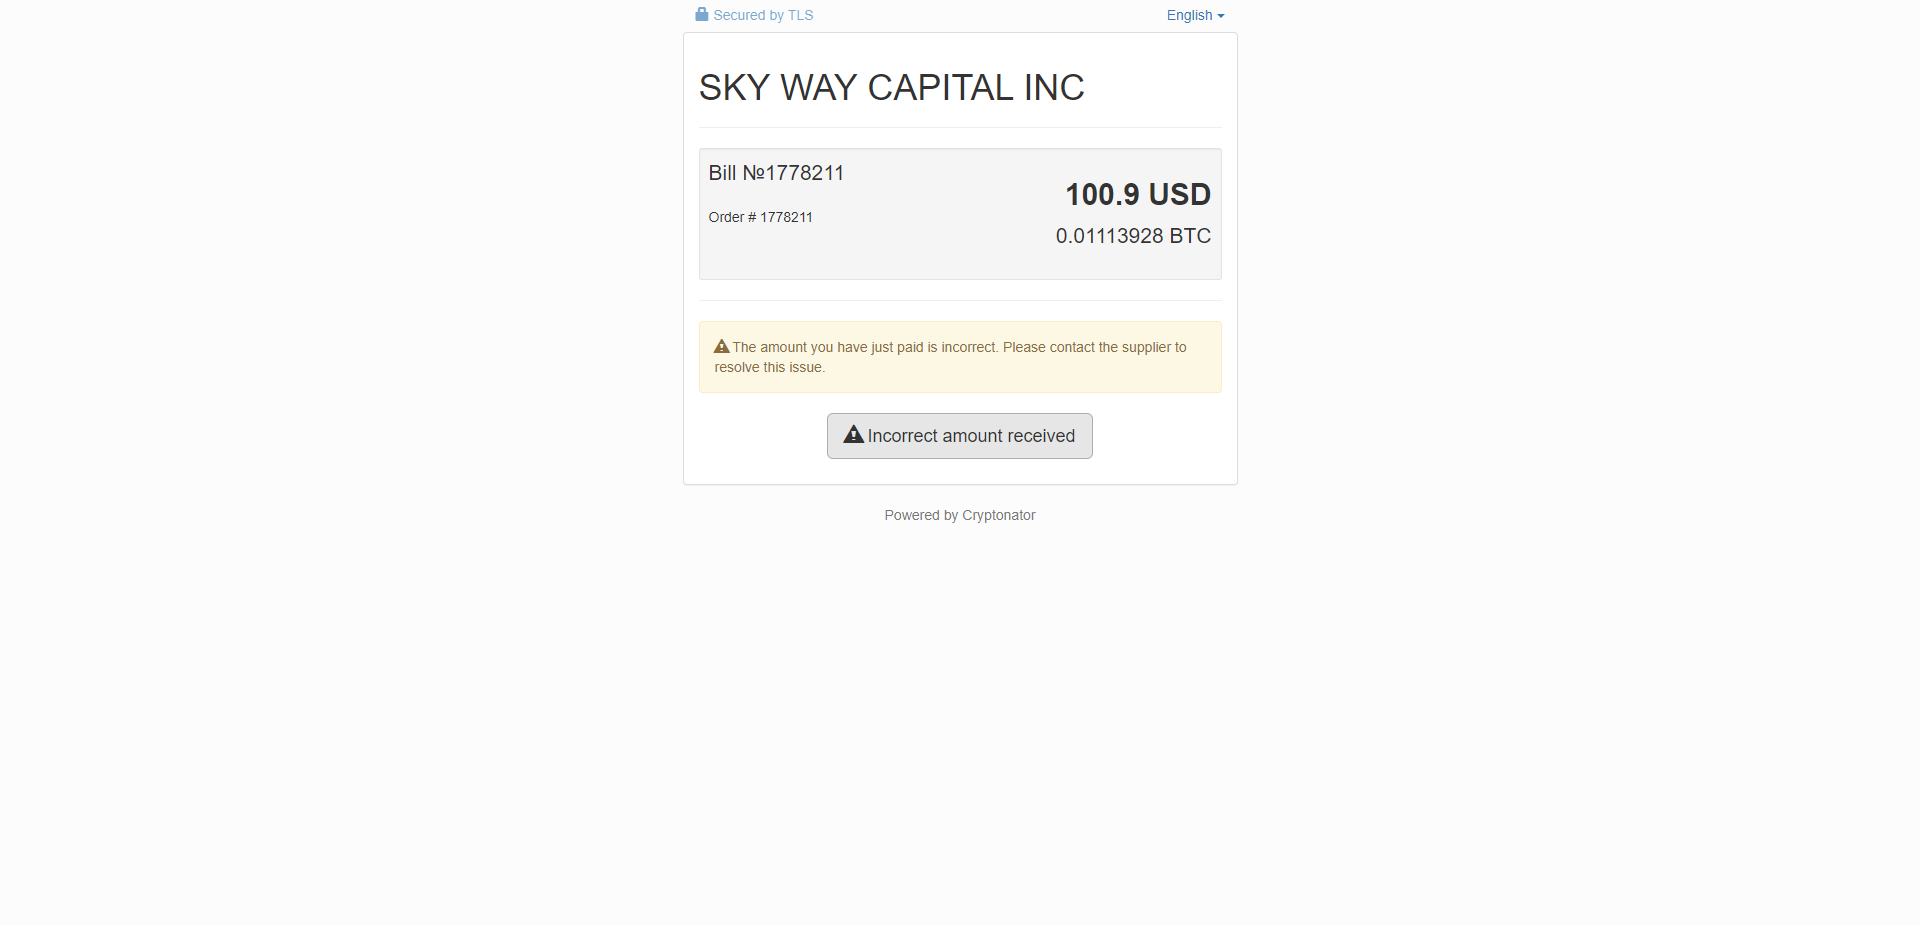 Secured by TLS
English
SKY WAY CAPITAL INC
Bill №1778211
100.9 USD
Order # 1778211
0.01113928 BTC
The amount you have just paid is incorrect. Please contact the supplier to
resolve this issue.
Incorrect amount received
Powered by Cryptonator